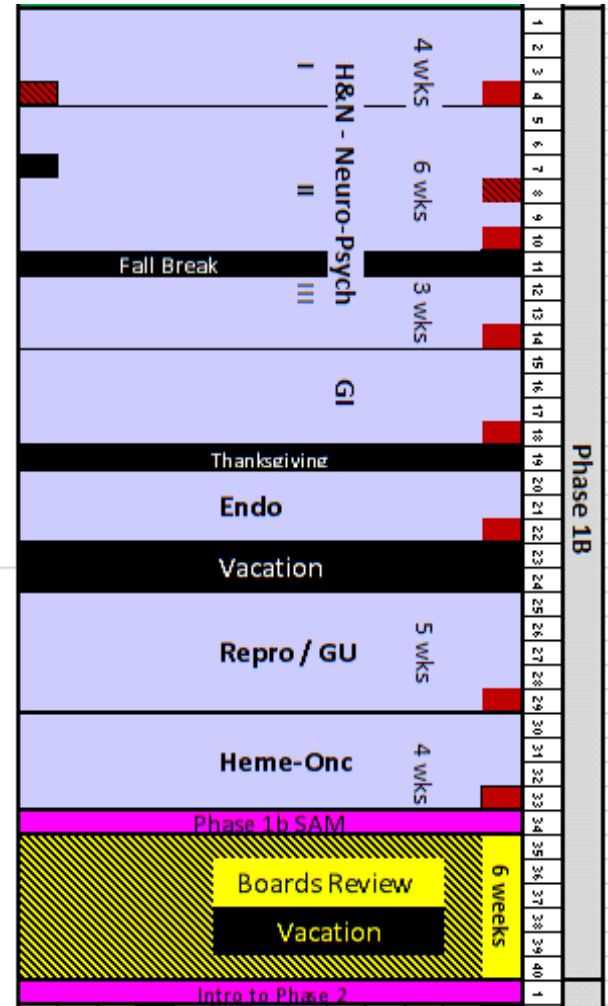 Phase 1B
1
2
3
4
5
6
7
8
9
10
11
12
13
14
15
16
17
18
19
20
21
22
23
24
25
26
27
28
29
30
31
32
33
34
35
36
37
38
39
40
1
4 wks
I
H&N - Neuro-Psych
6 wks
II
Fall Break
3 wks
III
GI
Thanksgiving
Endo
Vacation
5 wks
Repro / GU
4 wks
Heme-Onc
Phase 1b SAM
6 weeks
Boards Review
Vacation
Intro to Phase 2